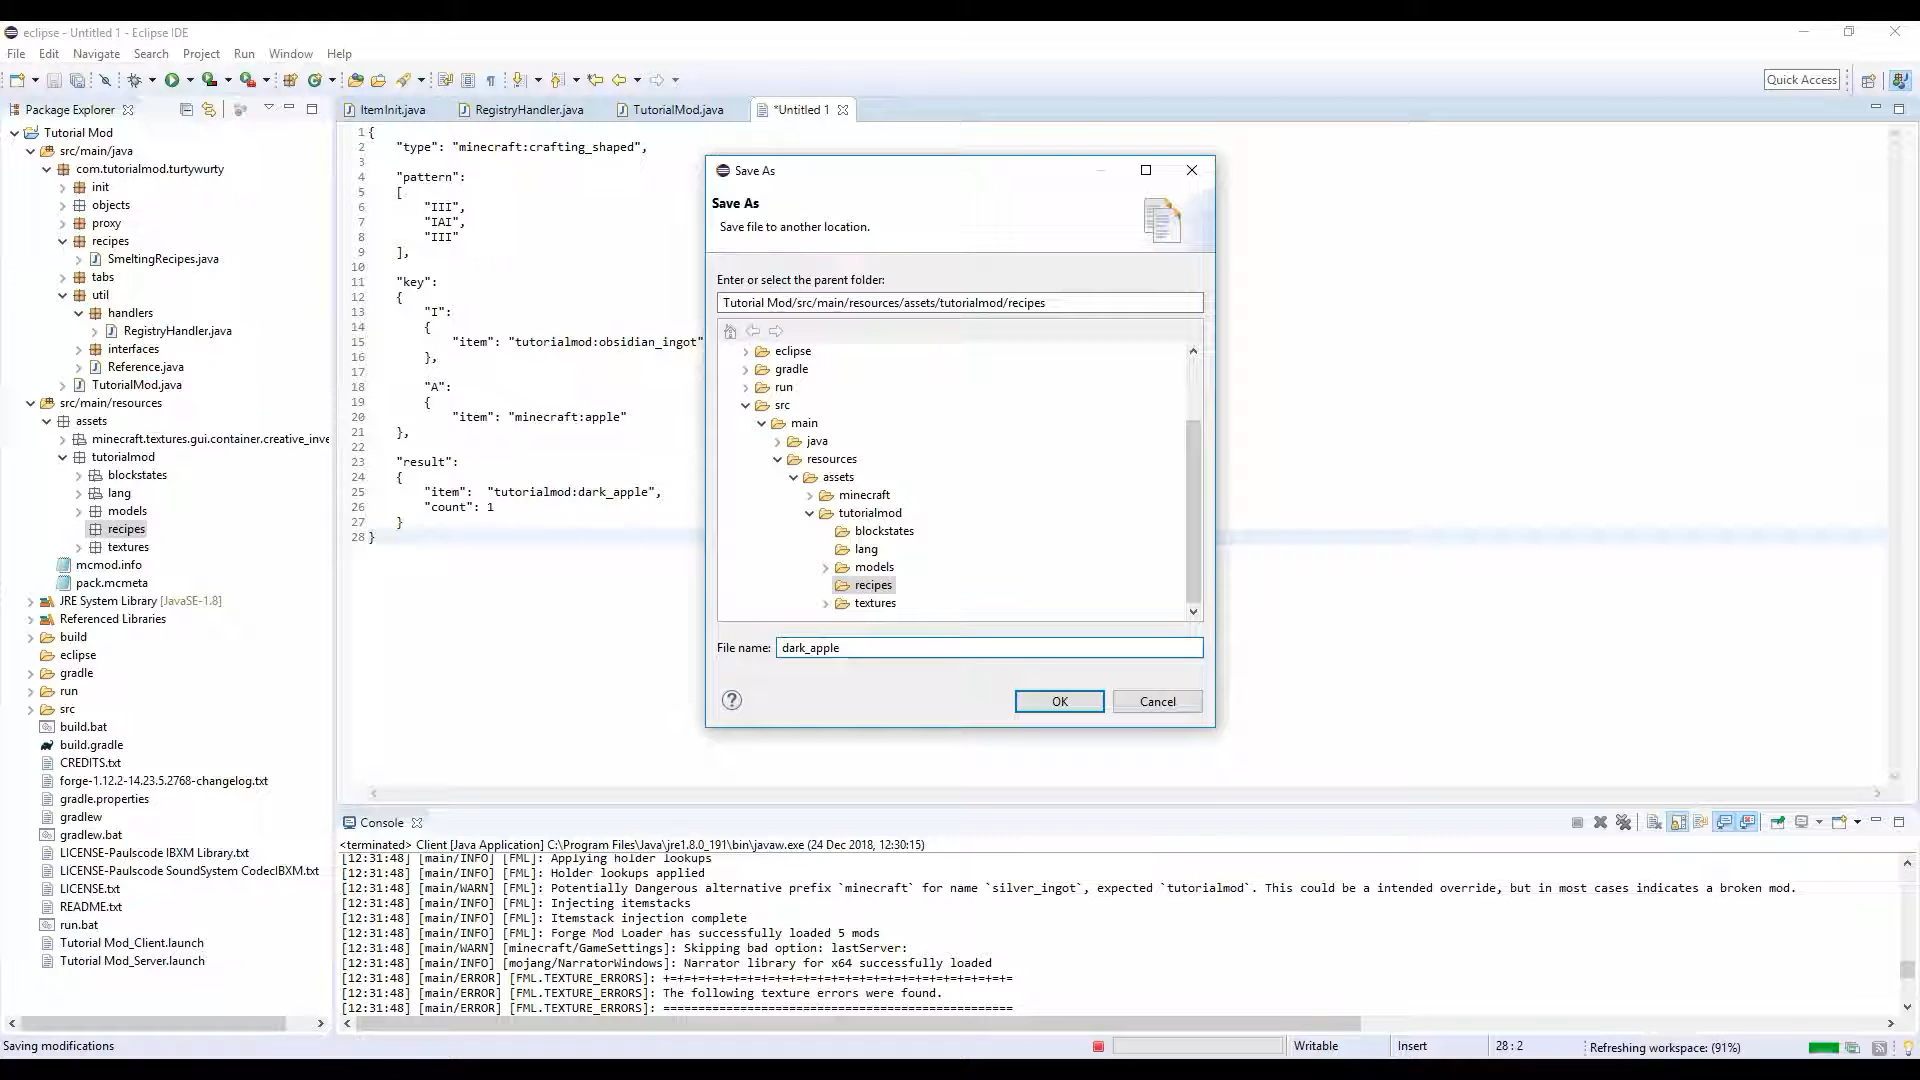 eclipse - Untitled 1 - Eclipse IDE
File Edit Navigate Search Project Run Window Help
Quick Access
Package Explorer
Tutorial Mod
src/main/java
com.tutorialmod.turtywurty
init
objects
proxy
recipes
SmeltingRecipes.java
tabs
util
handlers
RegistryHandler.java
interfaces
Reference.java
TutorialMod.java
src/main/resources
assets
minecraft.textures.gui.container.creative_inve
tutorialmod
blockstates
lang
models
recipes
textures
mcmod.info
pack.mcmeta
JRE System Library [JavaSE-1.8]
Referenced Libraries
build
eclipse
gradle
run
src
build.bat
build.gradle
CREDITS.txt
forge-1.12.2-14.23.5.2768-changelog.txt
gradle.properties
gradlew
gradlew.bat
LICENSE-Paulscode IBXM Library.txt
LICENSE-Paulscode SoundSystem CodecIBXM.txt
LICENSE.txt
README.txt
run.bat
Tutorial Mod_Client.launch
Tutorial Mod_Server.launch
ItemInit.java RegistryHandler.java TutorialMod.java *Untitled 1
1 {
2 "type": "minecraft:crafting_shaped",
3
4 "pattern":
5 [
6 "III",
7 "IAI",
8 "III"
9 ],
10
11 "key":
12 {
13 "I":
14 {
15 "item": "tutorialmod:obsidian_ingot"
16 },
17
18 "A":
19 {
20 "item": "minecraft:apple"
21 },
22
23 "result":
24 {
25 "item": "tutorialmod:dark_apple",
26 "count": 1
27 }
28 }
Save As
Save As
Save file to another location.
Enter or select the parent folder:
Tutorial Mod/src/main/resources/assets/tutorialmod/recipes
eclipse
gradle
run
src
main
java
resources
assets
minecraft
tutorialmod
blockstates
lang
models
recipes
textures
File name: dark_apple
OK Cancel
Console
<terminated> Client [Java Application] C:\Program Files\Java\jre1.8.0_191\bin\javaw.exe (24 Dec 2018, 12:30:15)
[12:31:48] [main/INFO] [FML]: Applying holder lookups
[12:31:48] [main/INFO] [FML]: Holder lookups applied
[12:31:48] [main/WARN] [FML]: Potentially Dangerous alternative prefix `minecraft` for name `silver_ingot`, expected `tutorialmod`. This could be a intended override, but in most cases indicates a broken mod.
[12:31:48] [main/INFO] [FML]: Injecting itemstacks
[12:31:48] [main/INFO] [FML]: Itemstack injection complete
[12:31:48] [main/INFO] [FML]: Forge Mod Loader has successfully loaded 5 mods
[12:31:48] [main/WARN] [minecraft/GameSettings]: Skipping bad option: lastServer:
[12:31:48] [main/INFO] [mojang/NarratorWindows]: Narrator library for x64 successfully loaded
[12:31:48] [main/ERROR] [FML.TEXTURE_ERRORS]: +=+=+=+=+=+=+=+=+=+=+=+=+=+=+=+=+=+=+=+=+=+=+=+=+=
[12:31:48] [main/ERROR] [FML.TEXTURE_ERRORS]: The following texture errors were found.
[12:31:48] [main/ERROR] [FML.TEXTURE_ERRORS]: ==================================================
Saving modifications
Writable Insert 28 : 2 Refreshing workspace: (91%)